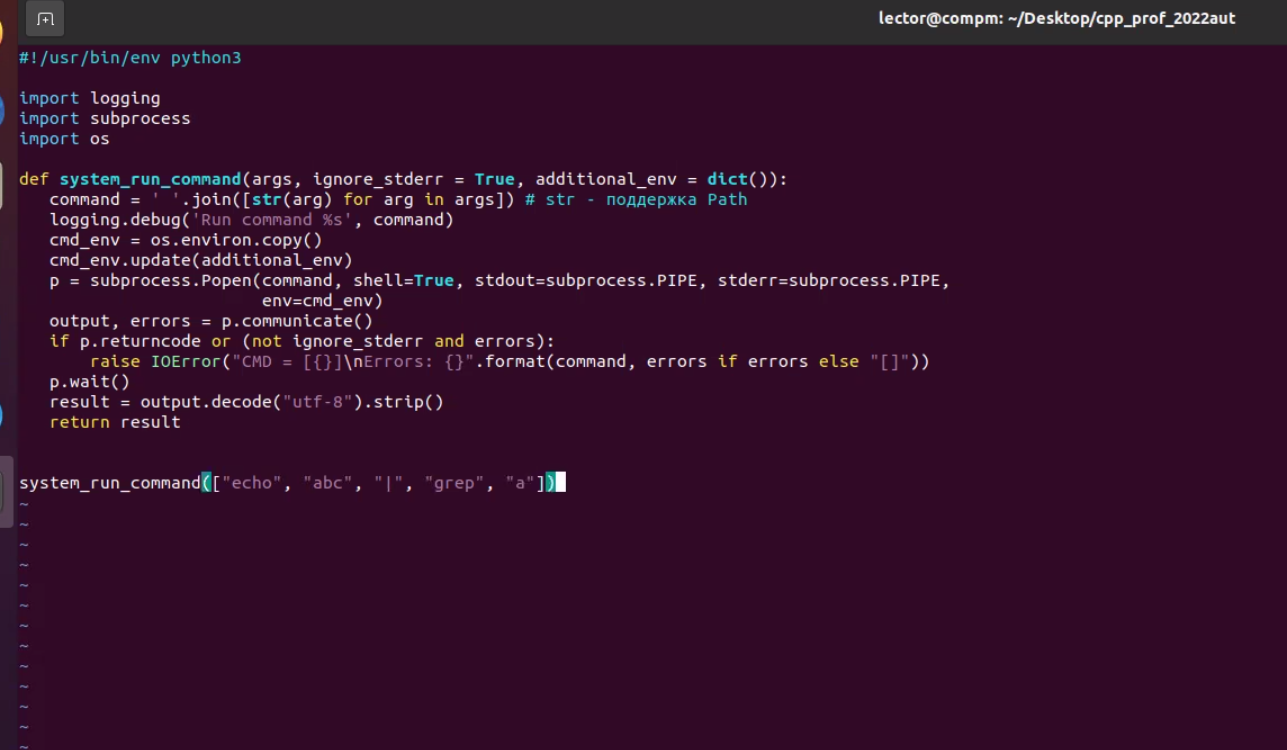 lector@compm: ~/Desktop/cpp_prof_2022aut
#!/usr/bin/env python3
import logging
import subprocess
import os
def system_run_command(args, ignore_stderr = True, additional_env = dict()):
   command = ' '.join([str(arg) for arg in args]) # str - поддержка Path
   logging.debug('Run command %s', command)
   cmd_env = os.environ.copy()
   cmd_env.update(additional_env)
   p = subprocess.Popen(command, shell=True, stdout=subprocess.PIPE, stderr=subprocess.PIPE,
                        env=cmd_env)
   output, errors = p.communicate()
   if p.returncode or (not ignore_stderr and errors):
       raise IOError("CMD = [{}]\nErrors: {}".format(command, errors if errors else "[]"))
   p.wait()
   result = output.decode("utf-8").strip()
   return result
system_run_command(["echo", "abc", "|", "grep", "a"])
~
~
~
~
~
~
~
~
~
~
~
~
~